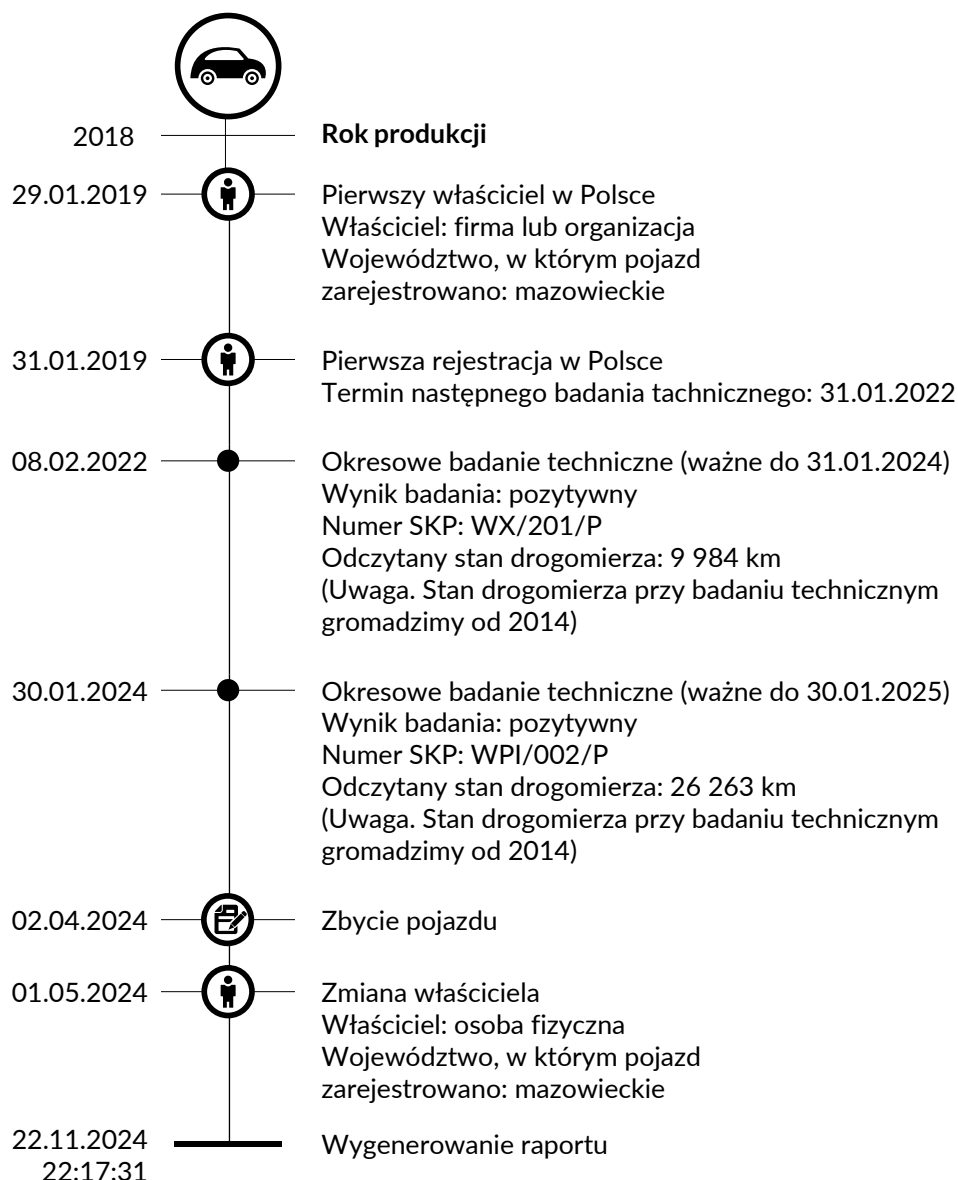 2018
Rok produkcji
29.01.2019
Pierwszy właściciel w Polsce
Właściciel: firma lub organizacja
Województwo, w którym pojazd
zarejestrowano: mazowieckie
31.01.2019
Pierwsza rejestracja w Polsce
Termin następnego badania tachnicznego: 31.01.2022
08.02.2022
Okresowe badanie techniczne (ważne do 31.01.2024)
Wynik badania: pozytywny
Numer SKP: WX/201/P
Odczytany stan drogomierza: 9 984 km
(Uwaga. Stan drogomierza przy badaniu technicznym
gromadzimy od 2014)
30.01.2024
Okresowe badanie techniczne (ważne do 30.01.2025)
Wynik badania: pozytywny
Numer SKP: WPI/002/P
Odczytany stan drogomierza: 26 263 km
(Uwaga. Stan drogomierza przy badaniu technicznym
gromadzimy od 2014)
02.04.2024
Zbycie pojazdu
01.05.2024
Zmiana właściciela
Właściciel: osoba fizyczna
Województwo, w którym pojazd
zarejestrowano: mazowieckie
22.11.2024
22:17:31
Wygenerowanie raportu